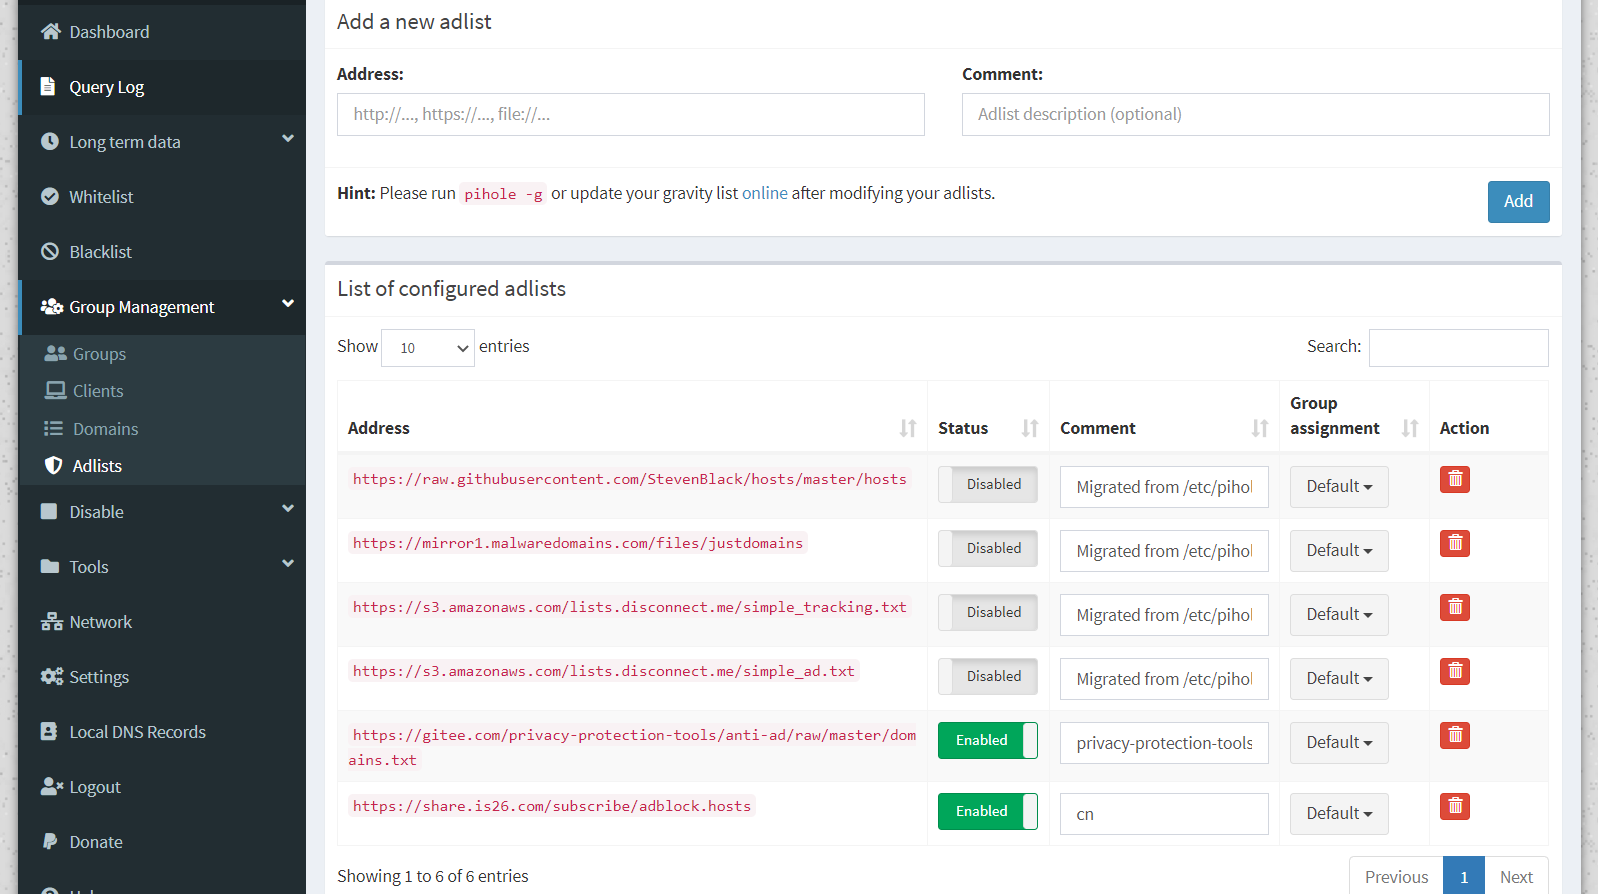 Dashboard
Query Log
Long term data
Whitelist
Blacklist
Group Management
Groups
Clients
Domains
Adlists
Disable
Tools
Network
Settings
Local DNS Records
Logout
Donate
Add a new adlist
Address: Comment:
http://..., https://..., file://... Adlist description (optional)
Hint: Please run pihole -g or update your gravity list online after modifying your adlists.
Add
List of configured adlists
Show 10 entries Search:
Address Status Comment Group assignment Action
https://raw.githubusercontent.com/StevenBlack/hosts/master/hosts Disabled Migrated from /etc/pihol Default
https://mirror1.malwaredomains.com/files/justdomains Disabled Migrated from /etc/pihol Default
https://s3.amazonaws.com/lists.disconnect.me/simple_tracking.txt Disabled Migrated from /etc/pihol Default
https://s3.amazonaws.com/lists.disconnect.me/simple_ad.txt Disabled Migrated from /etc/pihol Default
https://gitee.com/privacy-protection-tools/anti-ad/raw/master/dom Enabled privacy-protection-tools Default
ains.txt
https://share.is26.com/subscribe/adblock.hosts Enabled cn Default
Showing 1 to 6 of 6 entries Previous 1 Next